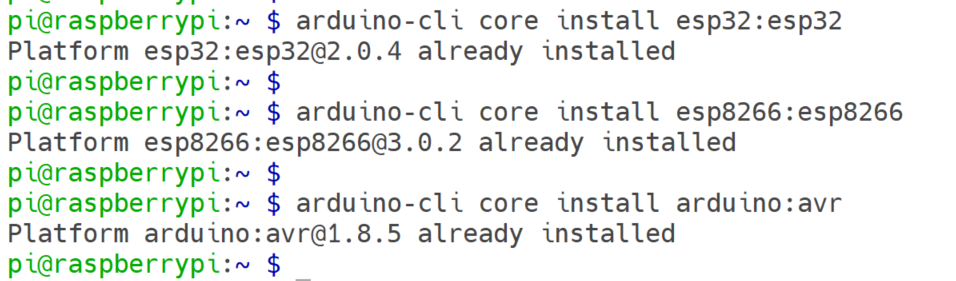 pi@raspberrypi:~ $ arduino-cli core install esp32:esp32
Platform esp32:esp32@2.0.4 already installed
pi@raspberrypi:~ $
pi@raspberrypi:~ $ arduino-cli core install esp8266:esp8266
Platform esp8266:esp8266@3.0.2 already installed
pi@raspberrypi:~ $
pi@raspberrypi:~ $ arduino-cli core install arduino:avr
Platform arduino:avr@1.8.5 already installed
pi@raspberrypi:~ $ _